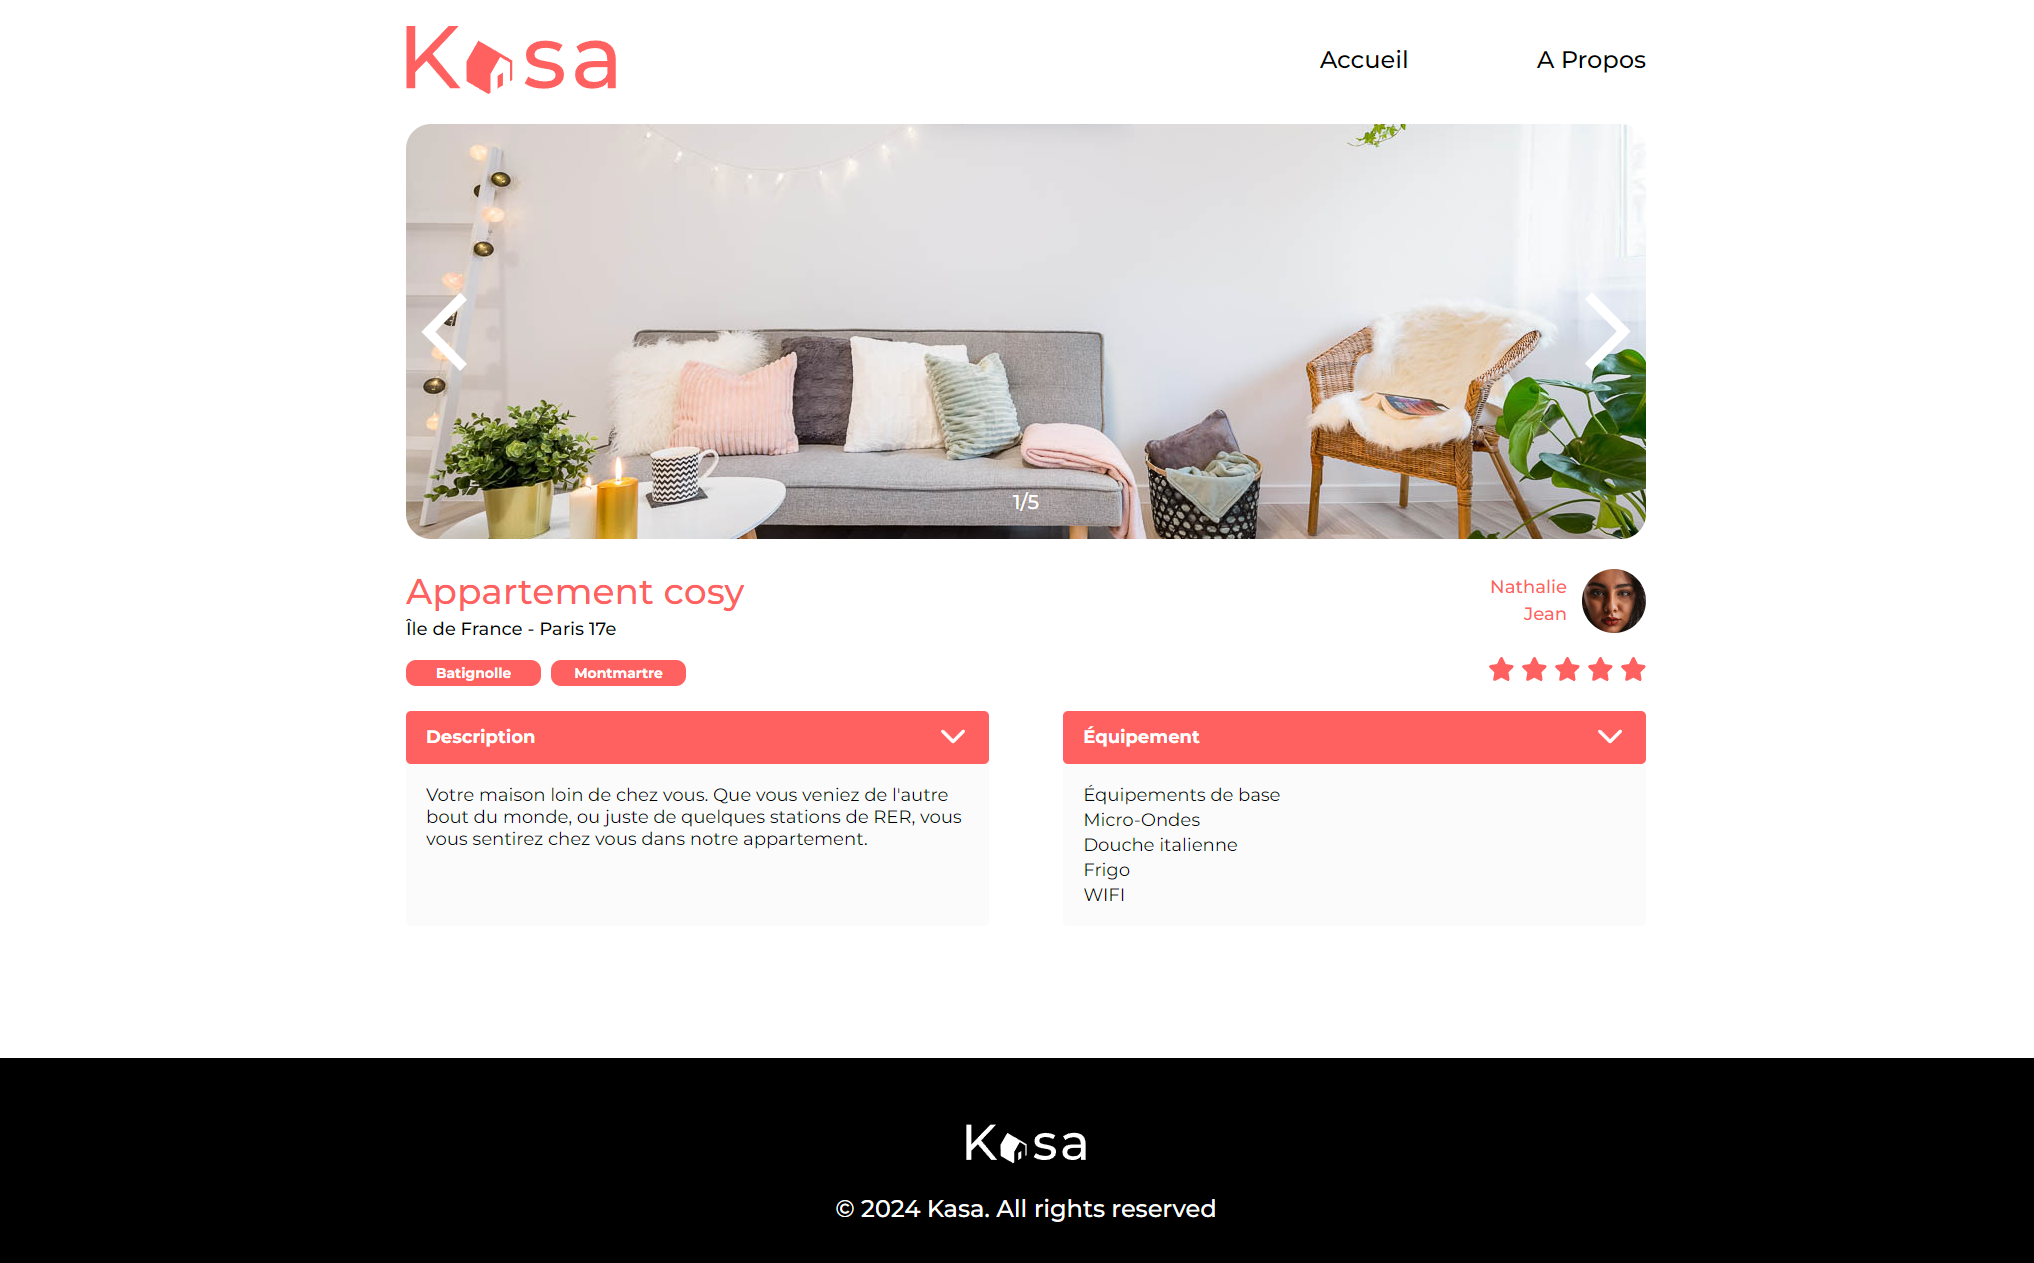 Kasa
Accueil
A Propos
1/5
Appartement cosy
Île de France - Paris 17e
Nathalie
Jean
Batignolle
Montmartre
Description
Votre maison loin de chez vous. Que vous veniez de l'autre
bout du monde, ou juste de quelques stations de RER, vous
vous sentirez chez vous dans notre appartement.
Équipement
Équipements de base
Micro-Ondes
Douche italienne
Frigo
WIFI
Kasa
© 2024 Kasa. All rights reserved